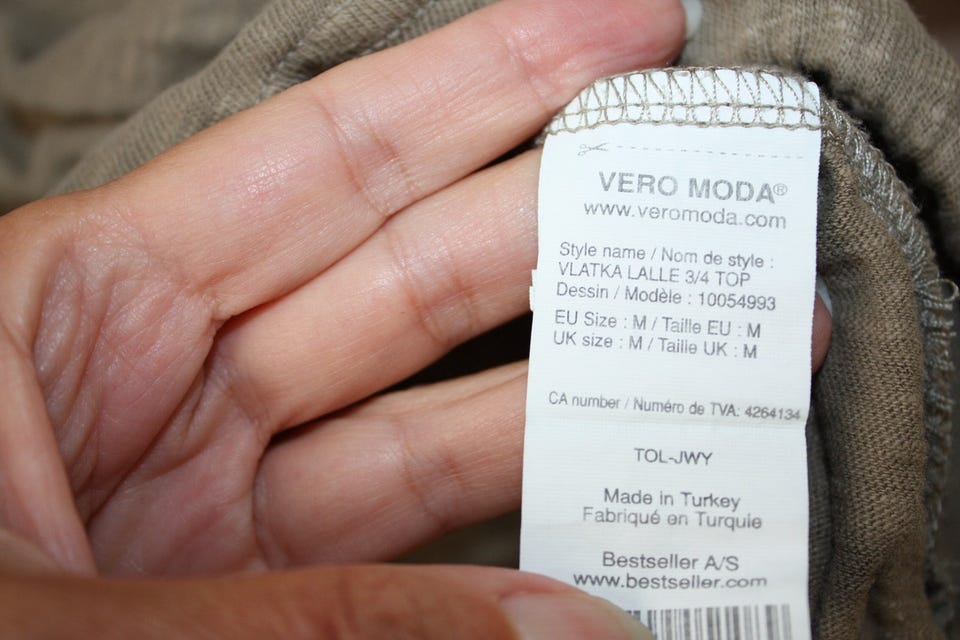 VERO MODA®
www.veromoda.com
Style name / Nom de style :
VLATKA LALLE 3/4 TOP
Dessin / Modèle : 10054993
EU Size : M / Taille EU : M
UK size : M / Taille UK : M
CA number / Numéro de TVA: 4264134
TOL-JWY
Made in Turkey
Fabriqué en Turquie
Bestseller A/S
www.bestseller.com